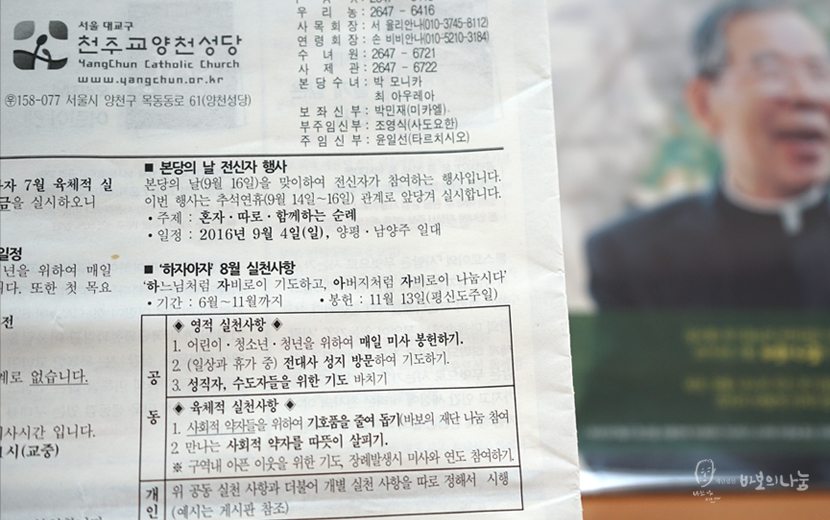 서울 대교구
천주교양천성당
YangChun Catholic Church
www.yangchun.or.kr
㉾158-077 서울시 양천구 목동동로 61(양천성당)
우 리 농 : 2647 - 6416
사 목 회 장 : 서 울리안나(010-3745-8112)
연 령 회 장 : 손 비비안나(010-5210-3184)
수 녀 원 : 2647 - 6721
사 제 관 : 2647 - 6722
본 당 수 녀 : 박 모니카
최 아우레아
보 좌 신 부 : 박민재(미카엘).
부주임신부 : 조영식(사도요한)
주 임 신 부 : 윤일선(타르치시오)
자 7월 육체적 실
금을 실시하오니
일정
년을 위하여 매일
니다. 또한 첫 목요
전
계로 없습니다.
미사시간 입니다.
1시(교중)
■ 본당의 날 전신자 행사
본당의 날(9월 16일)을 맞이하여 전신자가 참여하는 행사입니다.
이번 행사는 추석연휴(9월 14일~16일) 관계로 앞당겨 실시합니다.
• 주제 : 혼자 · 따로 · 함께하는 순례
• 일정 : 2016년 9월 4일(일), 양평 · 남양주 일대
■ '하자아자' 8월 실천사항
'하느님처럼 자비로이 기도하고, 아버지처럼 자비로이 나눕시다'
• 기간 : 6월~11월까지 • 봉헌 : 11월 13일(평신도주일)
공동
◈ 영적 실천사항 ◈
1. 어린이 · 청소년 · 청년을 위하여 매일 미사 봉헌하기.
2. (일상과 휴가 중) 전대사 성지 방문하여 기도하기.
3. 성직자, 수도자들을 위한 기도 바치기
◈ 육체적 실천사항 ◈
1. 사회적 약자들을 위하여 기호품을 줄여 돕기(바보의 재단 나눔 참여
2 만나는 사회적 약자를 따뜻이 살피기.
※ 구역내 아픈 이웃을 위한 기도, 장례발생시 미사와 연도 참여하기.
개인
위 공동 실천 사항과 더불어 개별 실천 사항을 따로 정해서 시행
(예시는 게시판 참조)
바보의나눔